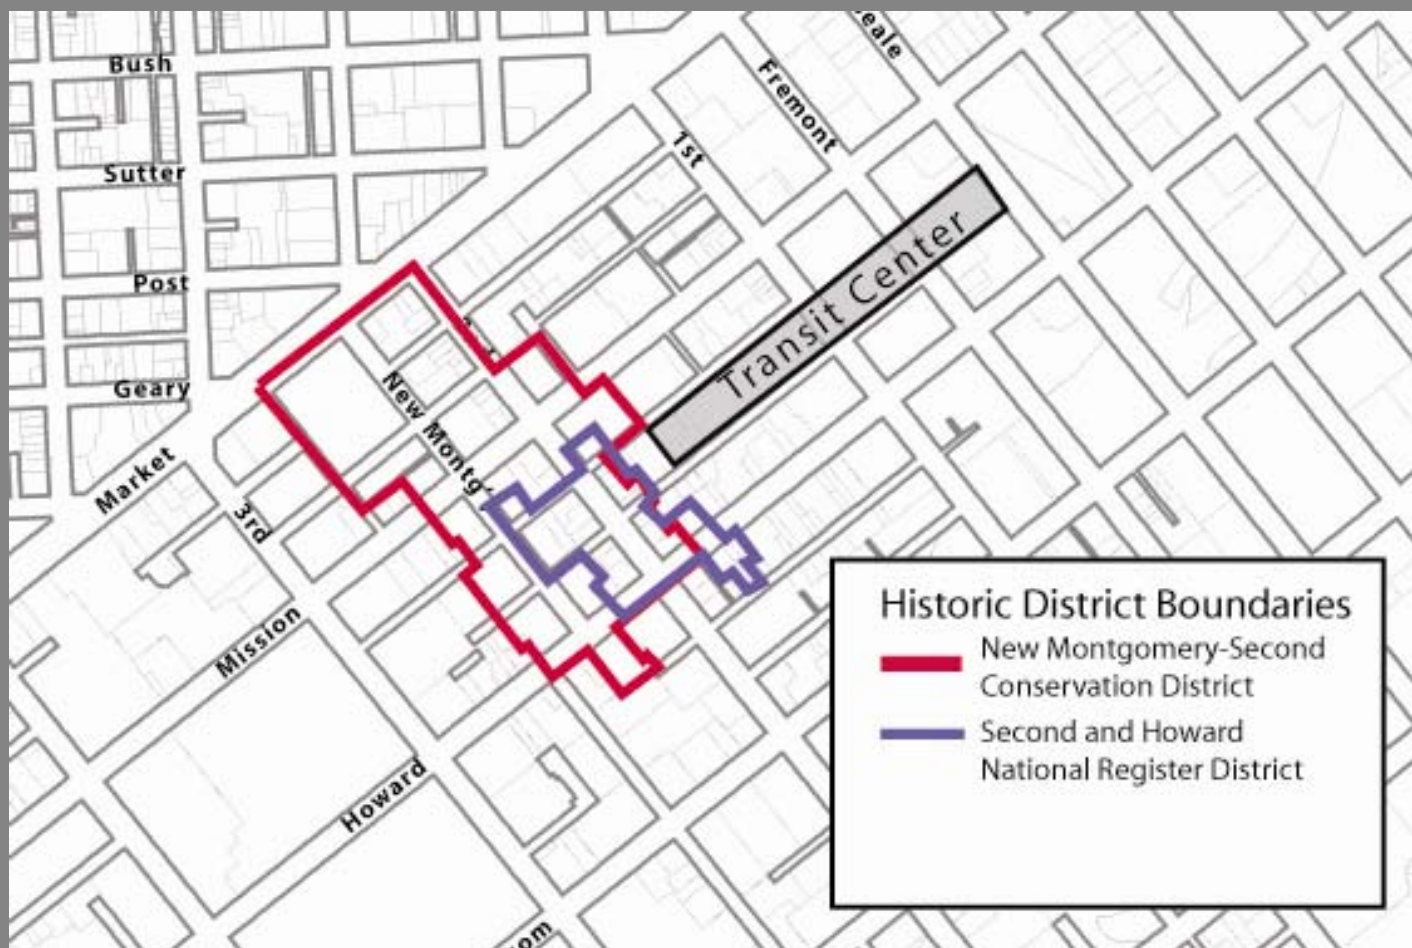 Bush
Sutter
Post
Geary
Market
3rd
Mission
Howard
1st
Fremont
eale
New Montg
Transit Center
om
Historic District Boundaries
New Montgomery-Second
Conservation District
Second and Howard
National Register District